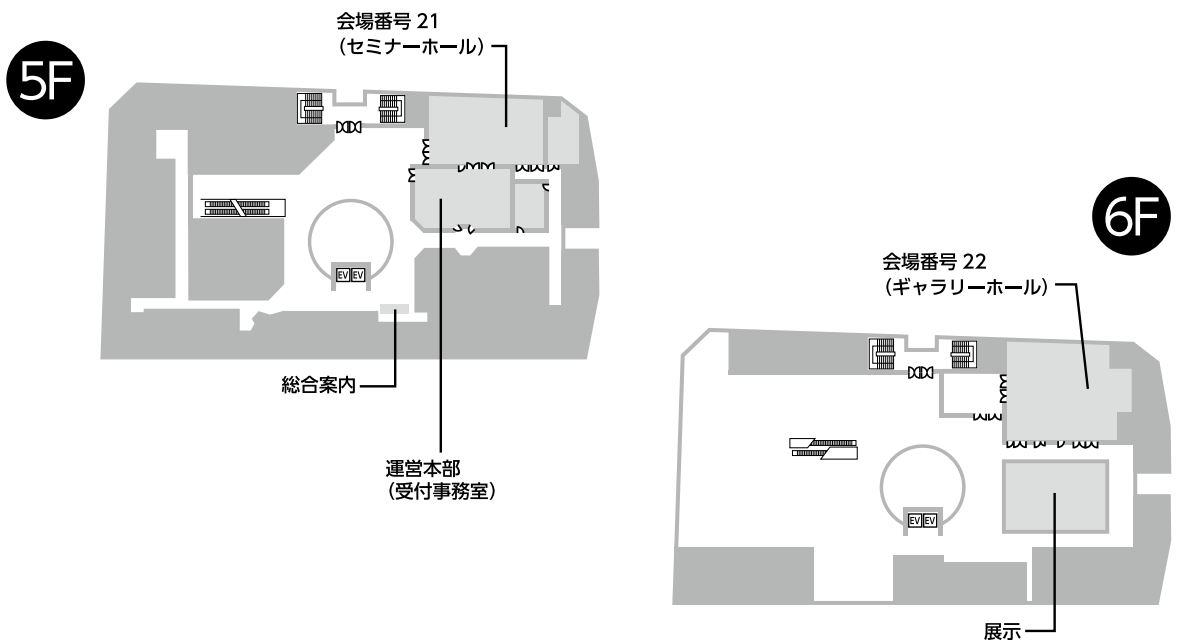 5F
会場番号 21
（セミナーホール）
EV EV
総合案内
運営本部
（受付事務室）
6F
会場番号 22
（ギャラリーホール）
EV EV
展示